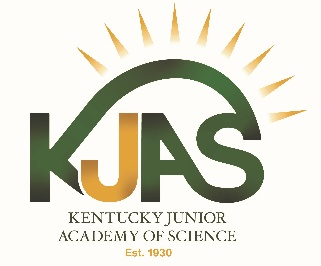 KJAS
KENTUCKY JUNIOR
ACADEMY OF SCIENCE
Est. 1930